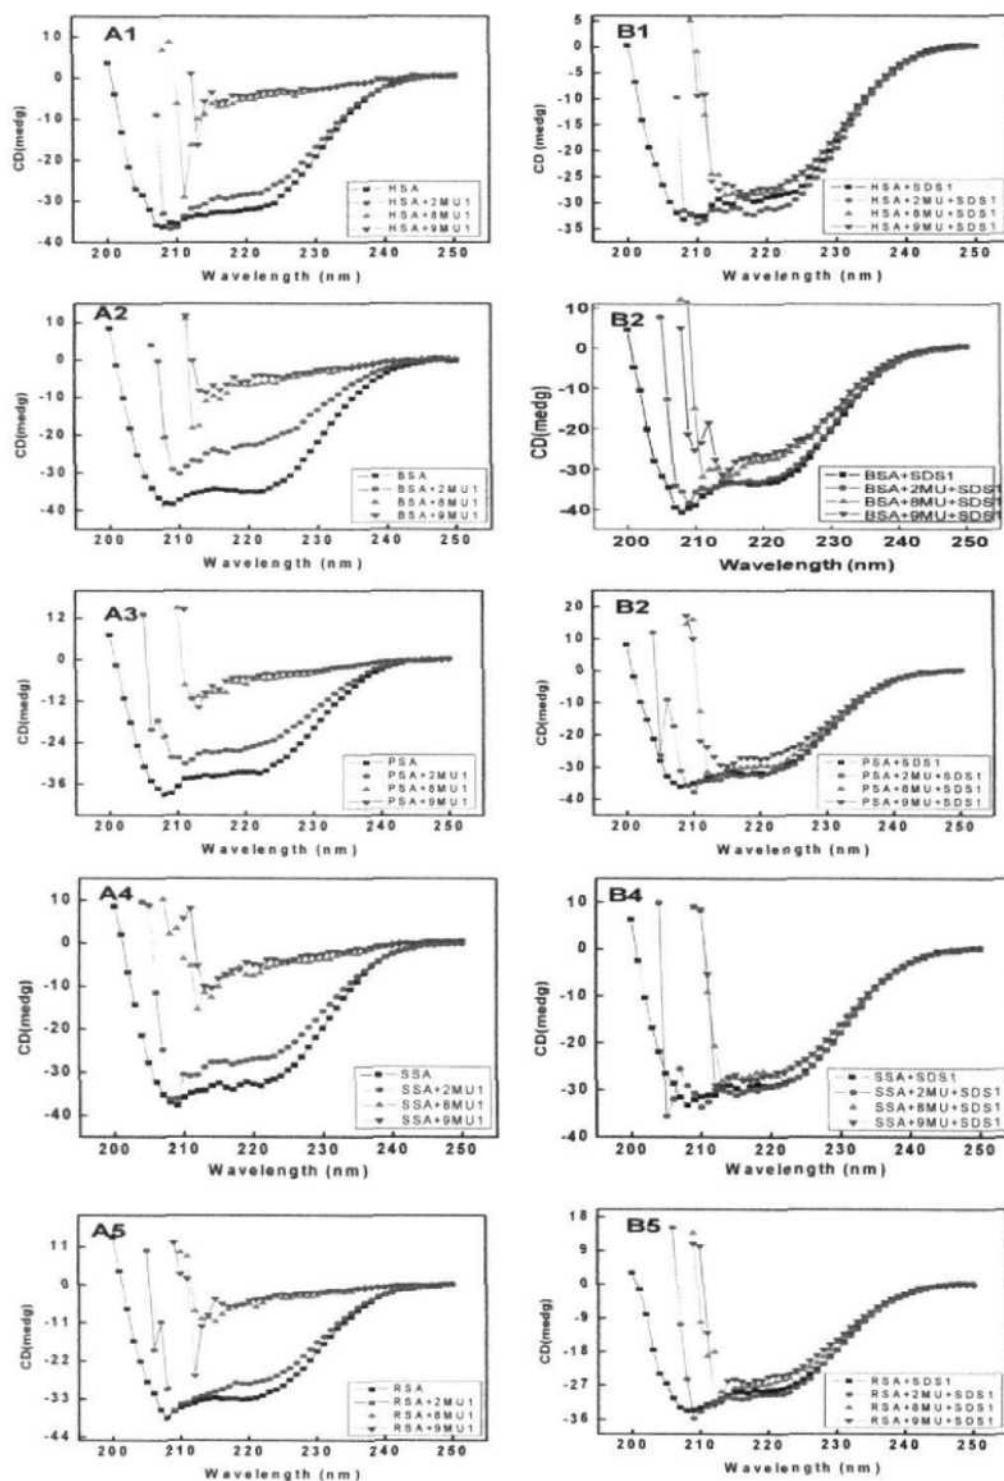 A1
CD(medg)
10
0
-10
-20
-30
-40
HSA
HSA+2MU1
HSA+8MU1
HSA+9MU1
200 210 220 230 240 250
Wavelength (nm)
B1
CD (medg)
5
0
-5
-10
-15
-20
-25
-30
-35
HSA+SDS1
HSA+2MU+SDS1
HSA+8MU+SDS1
HSA+9MU+SDS1
200 210 220 230 240 250
Wavelength (nm)
A2
CD(medg)
10
0
-10
-20
-30
-40
BSA
BSA+2MU1
BSA+8MU1
BSA+9MU1
200 210 220 230 240 250
Wavelength (nm)
B2
CD(medg)
10
0
-10
-20
-30
-40
BSA+SDS1
BSA+2MU+SDS1
BSA+8MU+SDS1
BSA+9MU+SDS1
200 210 220 230 240 250
Wavelength (nm)
A3
CD(medg)
12
0
-12
-24
-36
PSA
PSA+2MU1
PSA+8MU1
PSA+9MU1
200 210 220 230 240 250
Wavelength (nm)
B2
CD(medg)
20
10
0
-10
-20
-30
-40
PSA+SDS1
PSA+2MU+SDS1
PSA+8MU+SDS1
PSA+9MU+SDS1
200 210 220 230 240 250
Wavelength (nm)
A4
CD(medg)
10
0
-10
-20
-30
-40
SSA
SSA+2MU1
SSA+8MU1
SSA+9MU1
200 210 220 230 240 250
Wavelength (nm)
B4
CD(medg)
10
0
-10
-20
-30
-40
SSA+SDS1
SSA+2MU+SDS1
SSA+8MU+SDS1
SSA+9MU+SDS1
200 210 220 230 240 250
Wavelength (nm)
A5
CD(medg)
11
0
-11
-22
-33
-44
RSA
RSA+2MU1
RSA+8MU1
RSA+9MU1
200 210 220 230 240 250
Wavelength (nm)
B5
CD(medg)
18
9
0
-9
-18
-27
-36
RSA+SDS1
RSA+2MU+SDS1
RSA+8MU+SDS1
RSA+9MU+SDS1
200 210 220 230 240 250
Wavelength (nm)